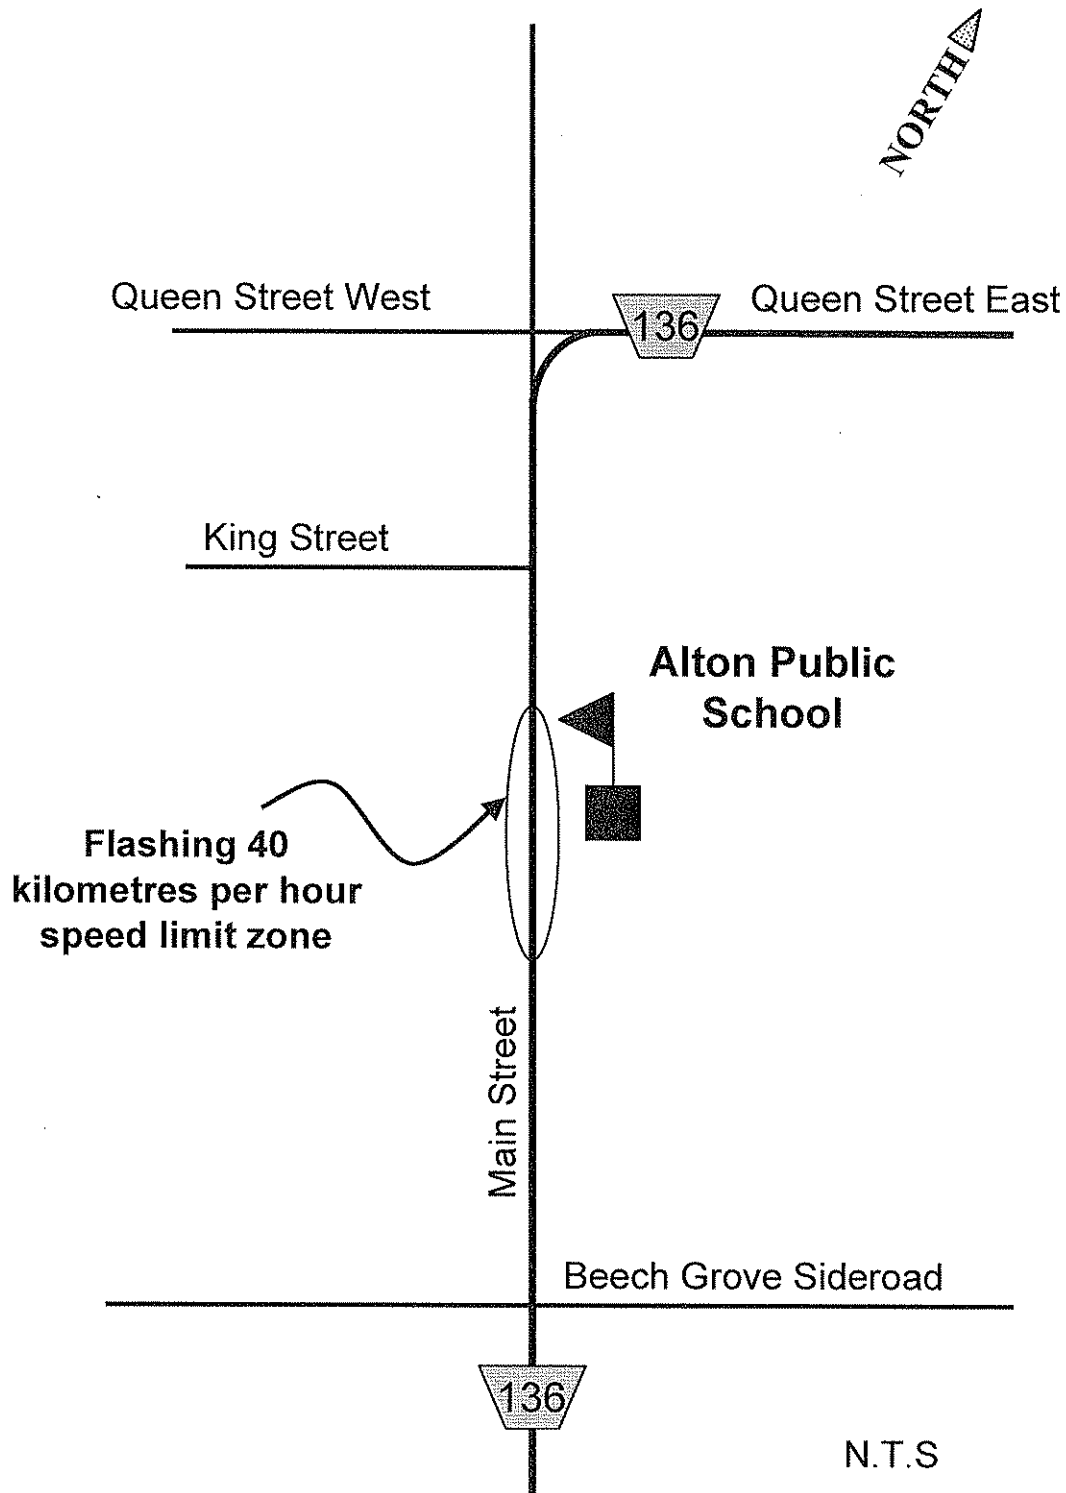 NORTH
Queen Street West
136
Queen Street East
King Street
Alton Public
School
Flashing 40
kilometres per hour
speed limit zone
Main Street
Beech Grove Sideroad
136
N.T.S